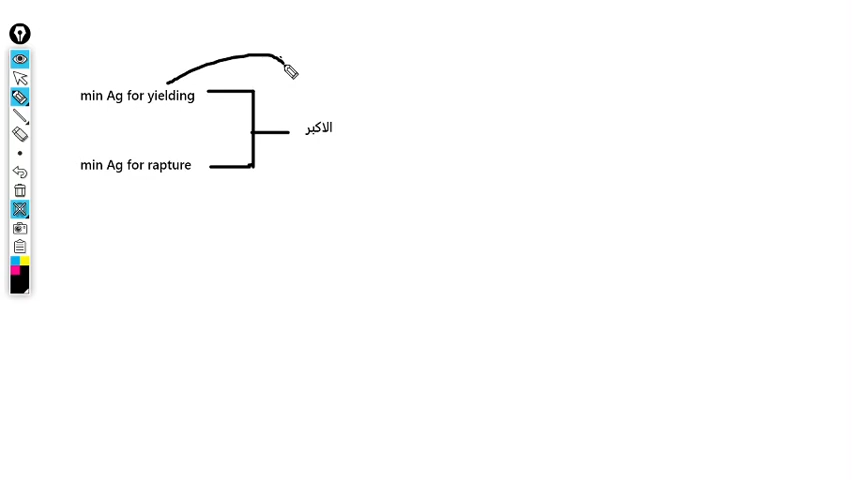 min Ag for yielding
الاكبر
min Ag for rapture